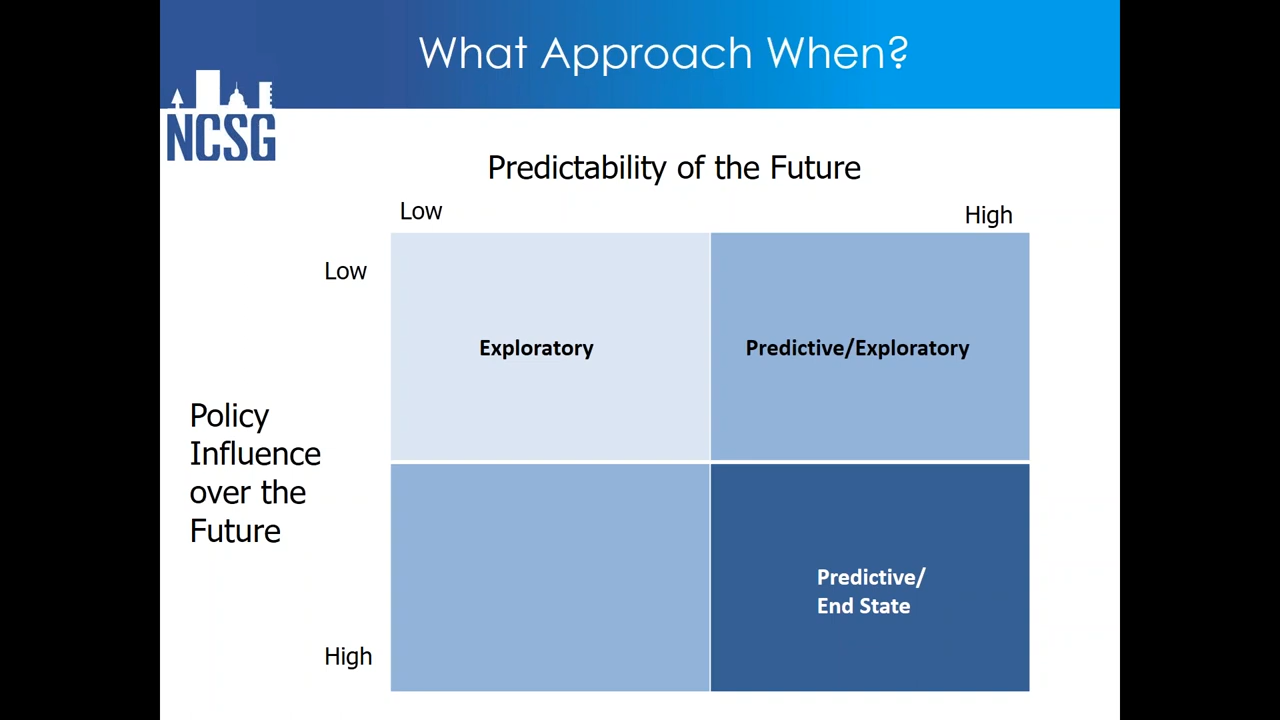 What Approach When?
NCSG
Predictability of the Future
Low
High
Low
Exploratory
Predictive/Exploratory
Policy
Influence
over the
Future
Predictive/
End State
High